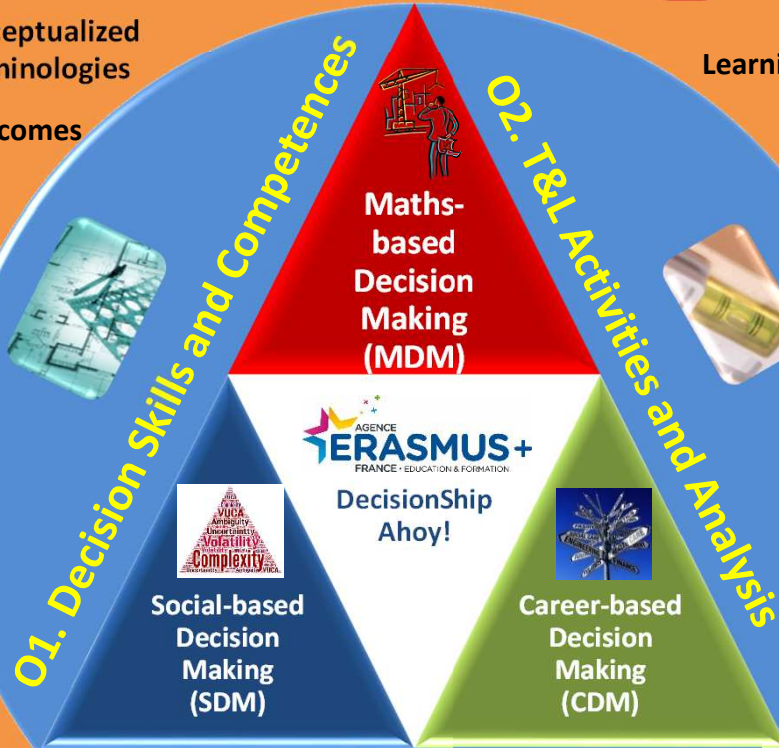 ceptualized
ninologies
comes
Learni
O1. Decision Skills and Competences
O2. T&L Activities and Analysis
Maths-
based
Decision
Making
(MDM)
AGENCE
ERASMUS+
FRANCE • EDUCATION & FORMATION
DecisionShip
Ahoy!
VUCA
Ambiguity
Uncertainty
Volatility
Complexity
Social-based
Decision
Making
(SDM)
Career-based
Decision
Making
(CDM)